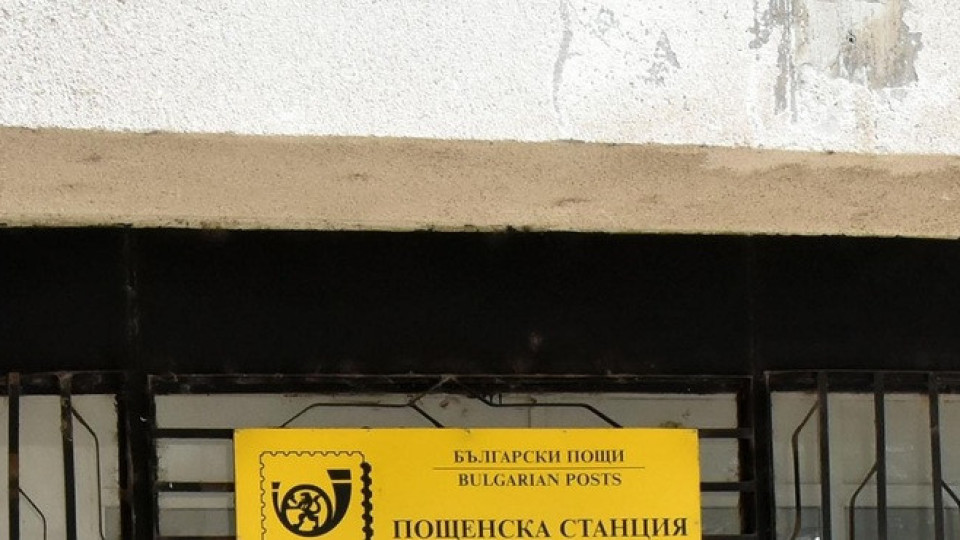 БЪЛГАРСКИ ПОЩИ
BULGARIAN POSTS
ПОЩЕНСКА СТАНЦИЯ